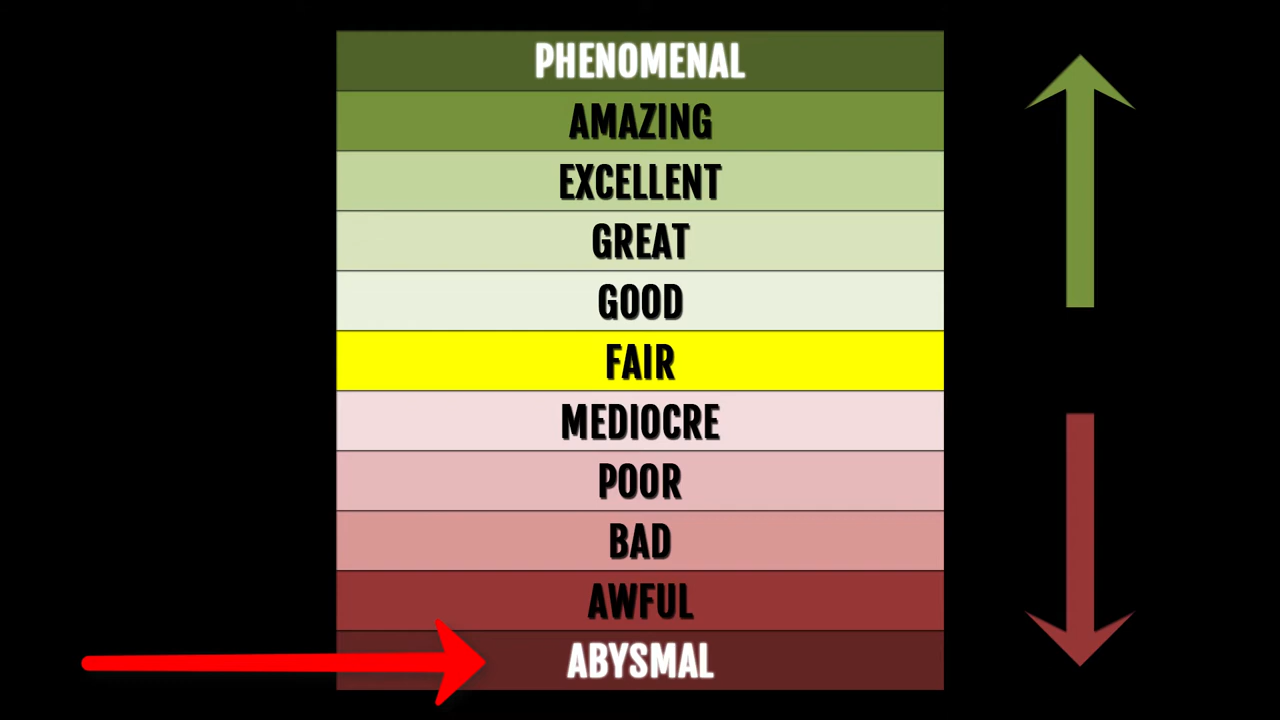 PHENOMENAL
AMAZING
EXCELLENT
GREAT
GOOD
FAIR
MEDIOCRE
POOR
BAD
AWFUL
ABYSMAL